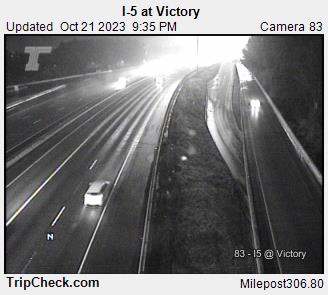 I-5 at Victory
Updated Oct 21 2023 9:35 PM Camera 83
T
N
83 - I5 @ Victory
TripCheck.com Milepost306.80